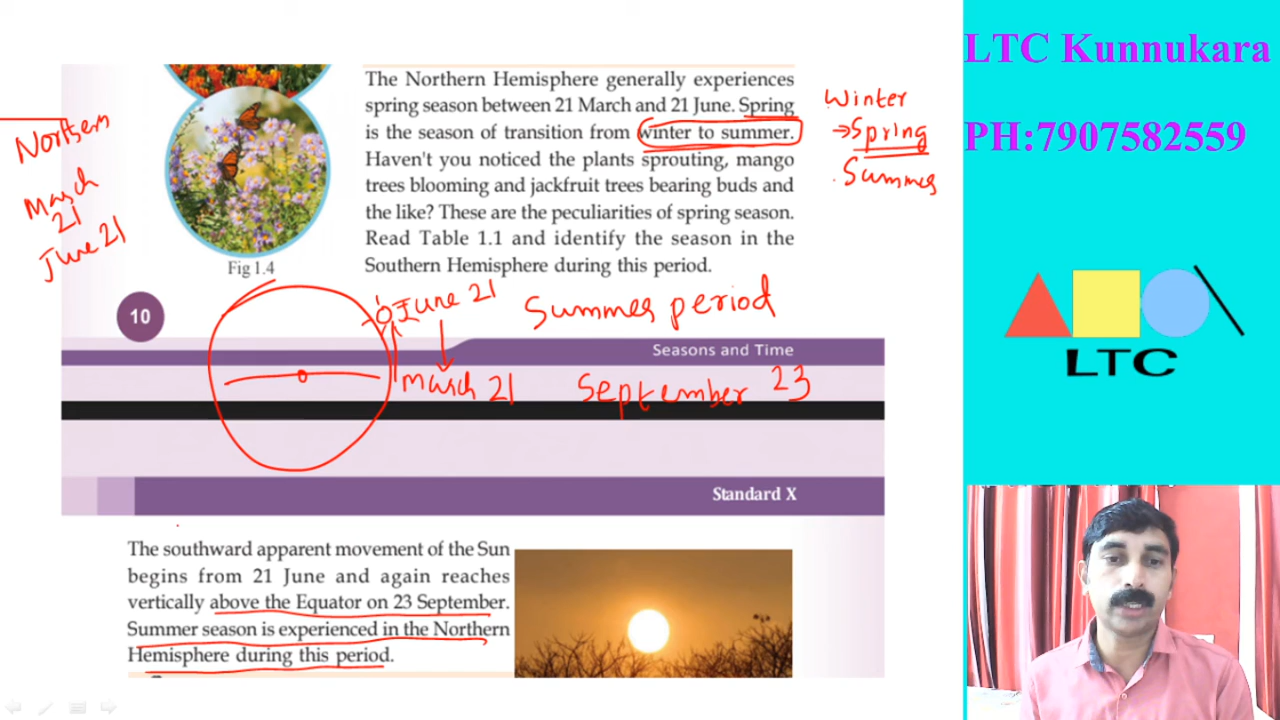 The Northern Hemisphere generally experiences
spring season between 21 March and 21 June. Spring
is the season of transition from winter to summer.
Haven't you noticed the plants sprouting, mango
trees blooming and jackfruit trees bearing buds and
the like? These are the peculiarities of spring season.
Read Table 1.1 and identify the season in the
Southern Hemisphere during this period.
Winter
→Spring
Summer
Northern
March
21
June 21
Fig 1.4
10
June 21
Summer period
Seasons and Time
March 21
September 23
Standard X
The southward apparent movement of the Sun
begins from 21 June and again reaches
vertically above the Equator on 23 September.
Summer season is experienced in the Northern
Hemisphere during this period.
LTC Kunnukara
PH:7907582559
LTC